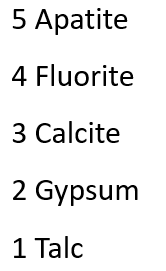 5 Apatite
4 Fluorite
3 Calcite
2 Gypsum
1 Talc